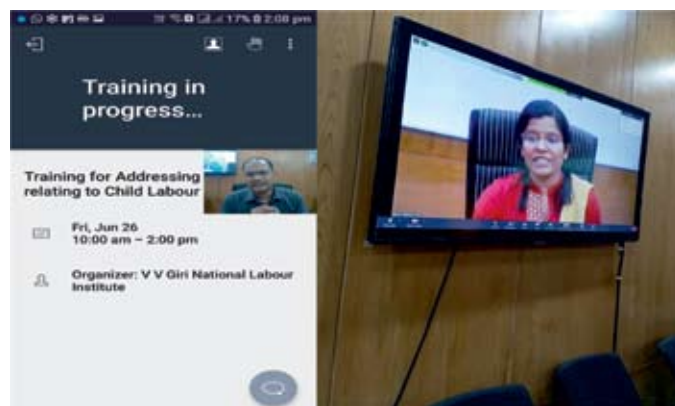 17% 2:08 pm
Training in
progress...
Training for Addressing
relating to Child Labour
Fri, Jun 26
10:00 am – 2:00 pm
Organizer: V V Giri National Labour
Institute